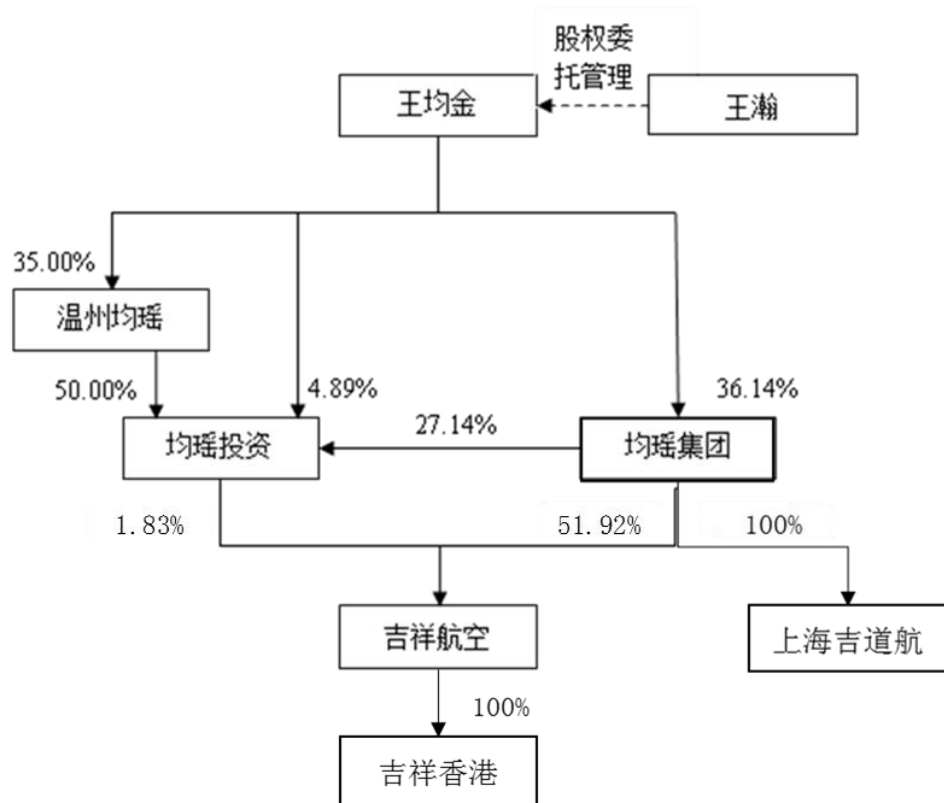 股权委
托管理
王均金
王瀚
35.00%
温州均瑶
50.00%
4.89%
36.14%
27.14%
均瑶投资
均瑶集团
1.83%
51.92%
100%
吉祥航空
上海吉道航
100%
吉祥香港